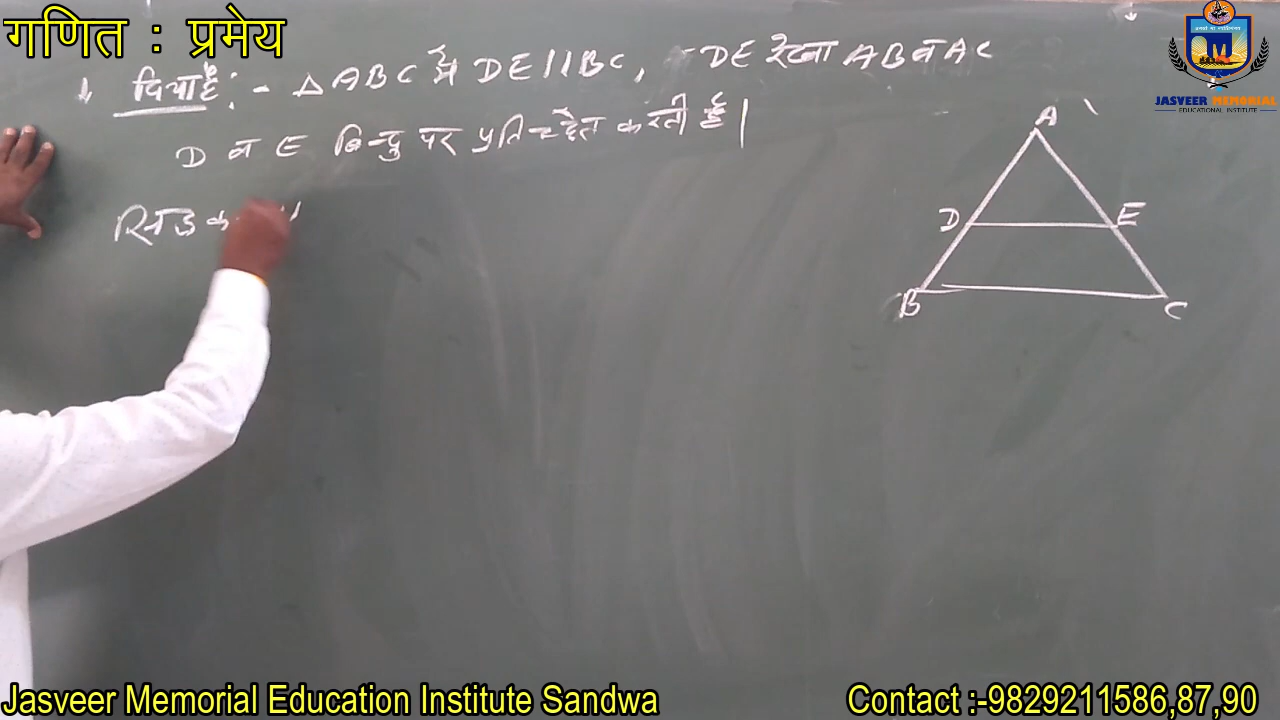 गणित : प्रमेय
JASVEER MEMORIAL
EDUCATIONAL INSTITUTE
1. दिया है :- △ABC में DE||BC, DE रेखा AB व AC
D व E बिन्दु पर प्रतिच्छेदित करती है|
सिद्ध
A
D
E
B
C
Jasveer Memorial Education Institute Sandwa
Contact :-9829211586,87,90